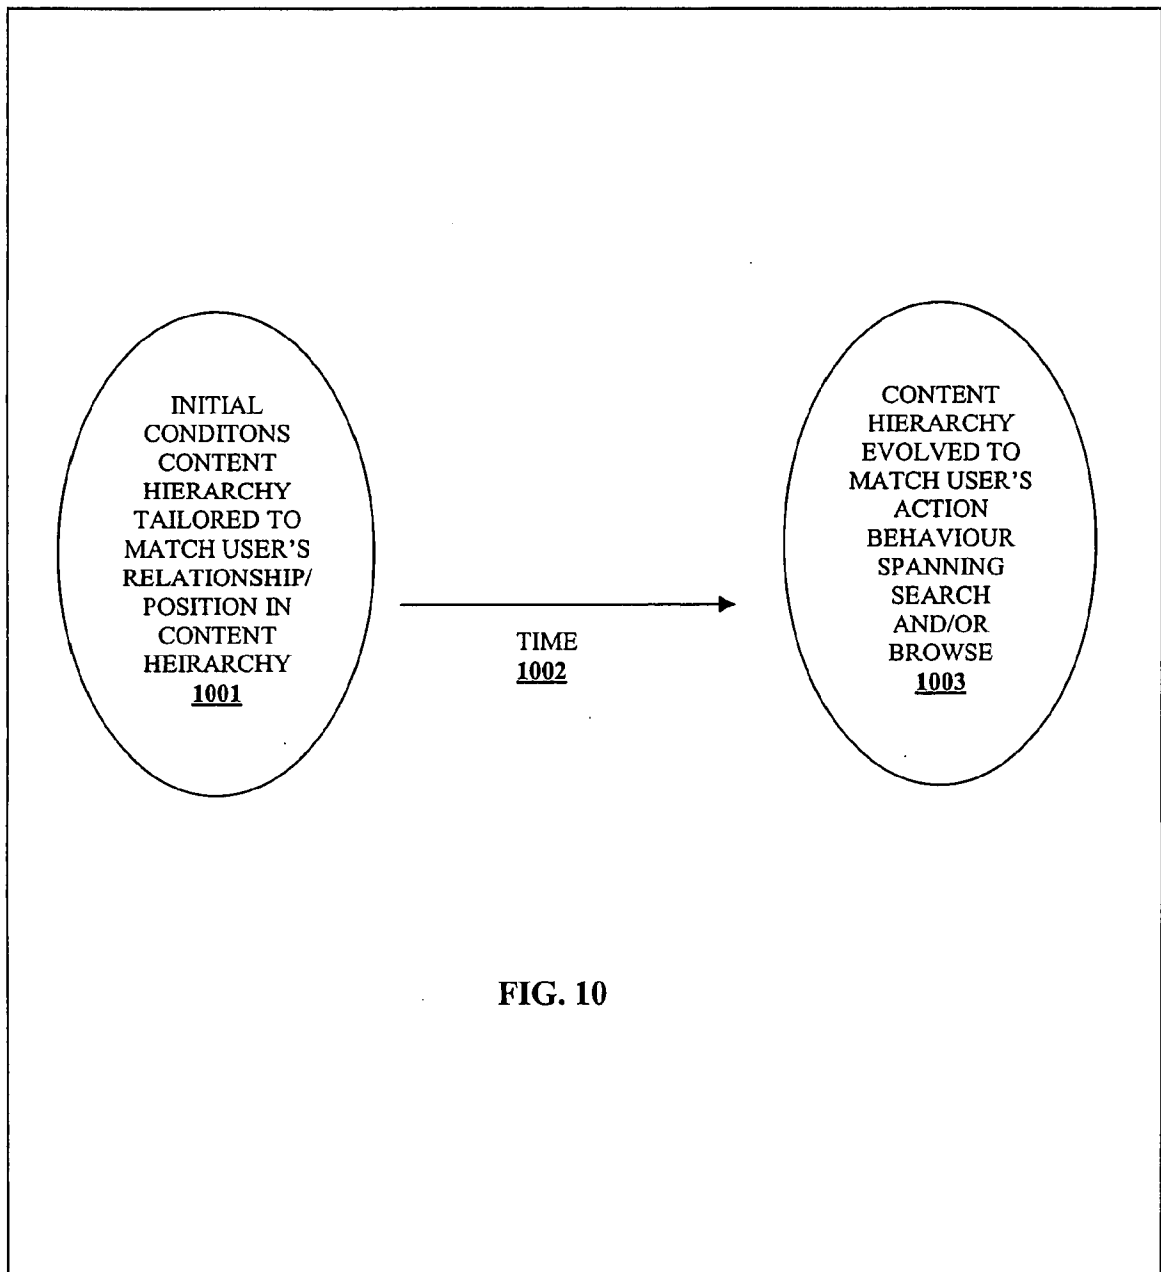 INITIAL
CONDITONS
CONTENT
HIERARCHY
TAILORED TO
MATCH USER'S
RELATIONSHIP/
POSITION IN
CONTENT
HEIRARCHY
1001
TIME
1002
CONTENT
HIERARCHY
EVOLVED TO
MATCH USER'S
ACTION
BEHAVIOUR
SPANNING
SEARCH
AND/OR
BROWSE
1003
FIG. 10